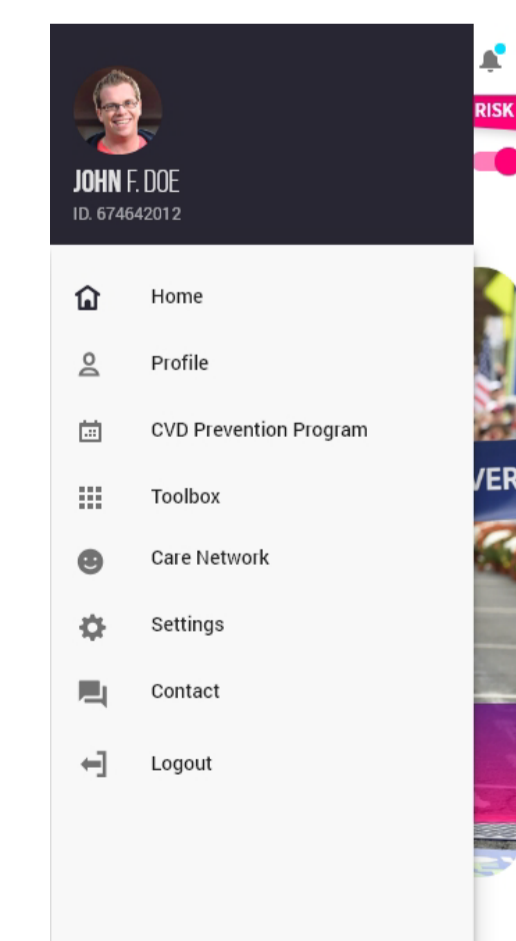 JOHN F. DOE
ID. 674642012
RISK
Home
Profile
CVD Prevention Program
Toolbox
Care Network
Settings
Contact
Logout
VER